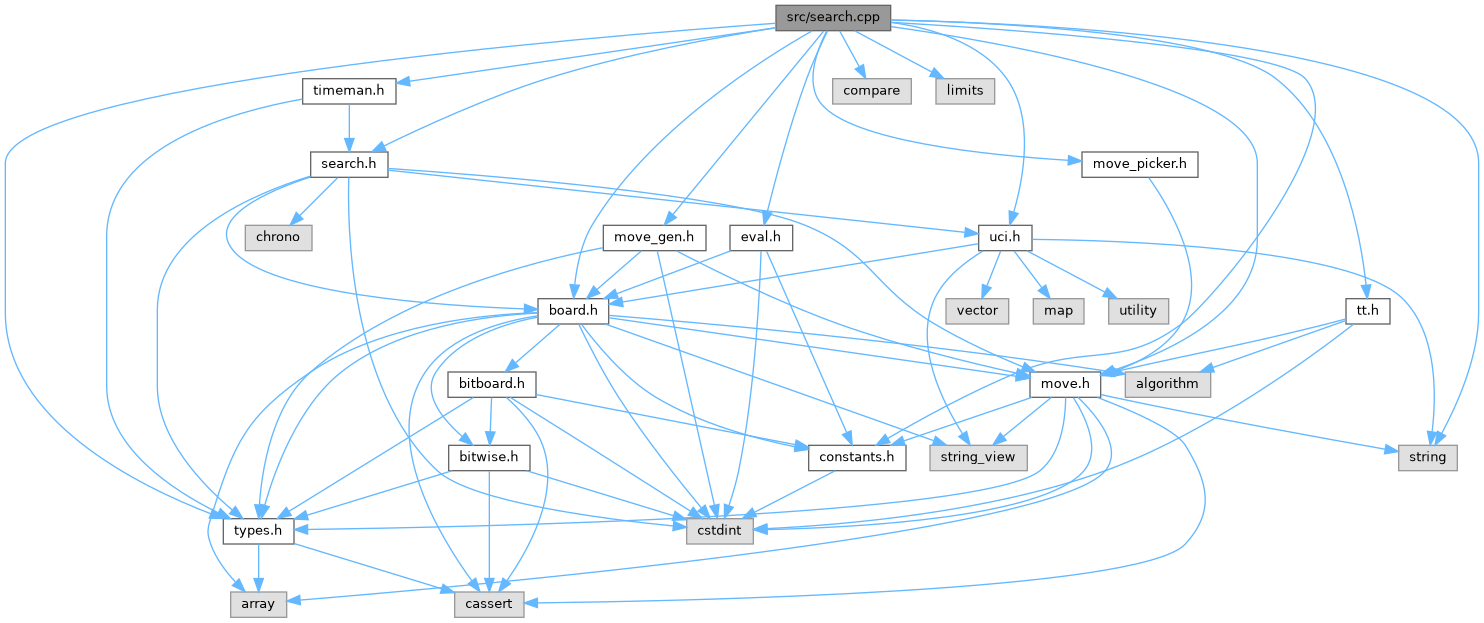 src/search.cpp
timeman.h
compare
limits
search.h
move_picker.h
chrono
move_gen.h
eval.h
uci.h
board.h
vector
map
utility
tt.h
bitboard.h
move.h
algorithm
bitwise.h
constants.h
string_view
string
types.h
cstdint
array
cassert